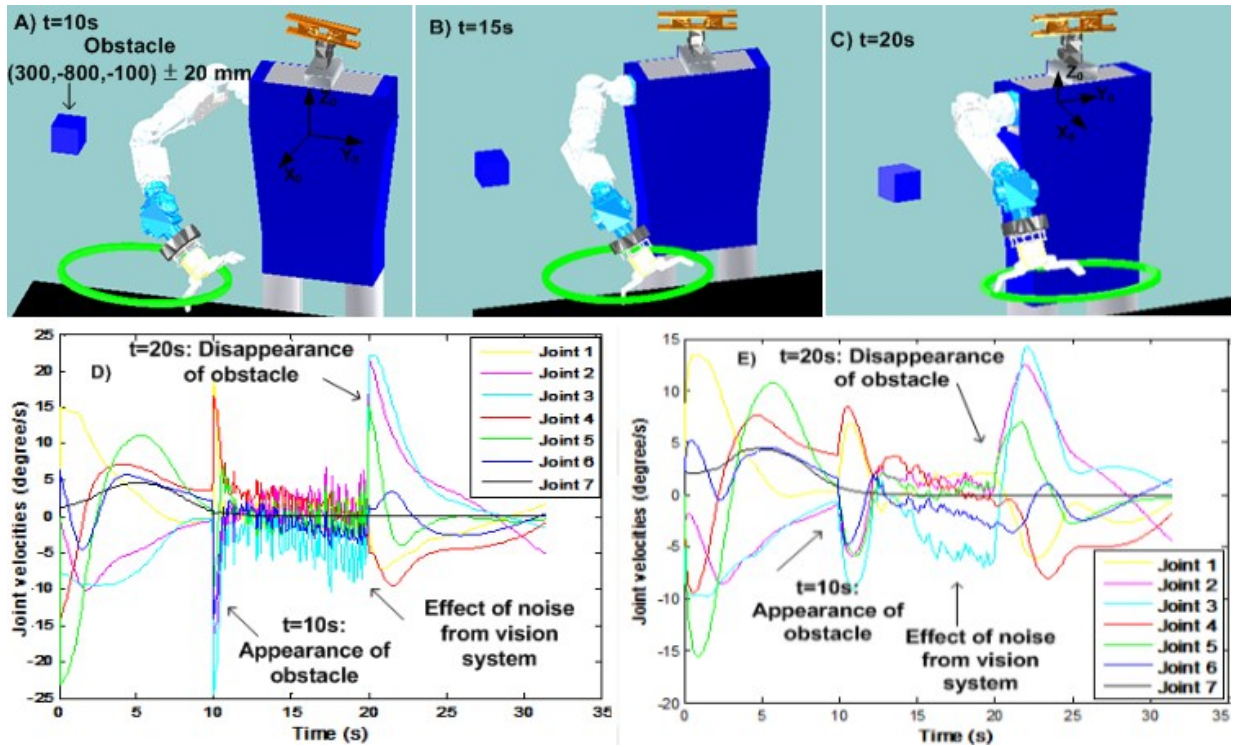 A) t=10s
Obstacle
(300,-800,-100) ± 20 mm
Z₀
Y₀
X₀
B) t=15s
C) t=20s
Z₀
Y₀
X₀
D)
t=20s: Disappearance
of obstacle
Joint 1
Joint 2
Joint 3
Joint 4
Joint 5
Joint 6
Joint 7
25
20
15
10
5
0
-5
-10
-15
-20
-25
Joint velocities (degree/s)
t=10s:
Appearance of
obstacle
Effect of noise
from vision
system
0
5
10
15
20
25
30
35
Time (s)
E)
t=20s: Disappearance
of obstacle
15
10
5
0
-5
-10
-15
-20
Joint velocities (degree/s)
t=10s:
Appearance of
obstacle
Effect of noise
from vision
system
Joint 1
Joint 2
Joint 3
Joint 4
Joint 5
Joint 6
Joint 7
0
5
10
15
20
25
30
35
Time (s)